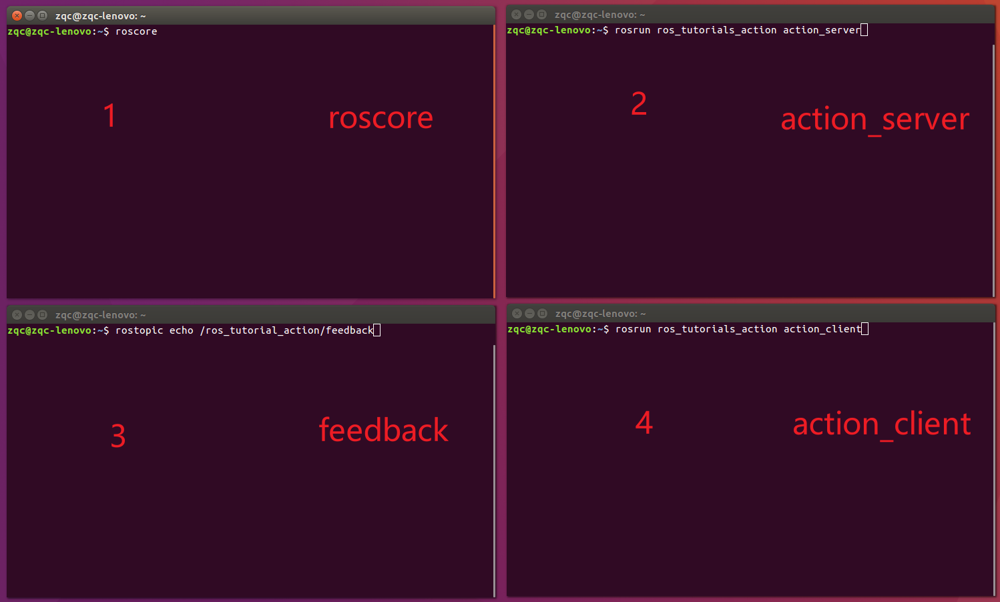 zqc@zqc-lenovo: ~
zqc@zqc-lenovo:~$ roscore
1
roscore
zqc@zqc-lenovo: ~
zqc@zqc-lenovo:~$ rosrun ros_tutorials_action action_server
2
action_server
zqc@zqc-lenovo: ~
zqc@zqc-lenovo:~$ rostopic echo /ros_tutorial_action/feedback
3
feedback
zqc@zqc-lenovo: ~
zqc@zqc-lenovo:~$ rosrun ros_tutorials_action action_client
4
action_client